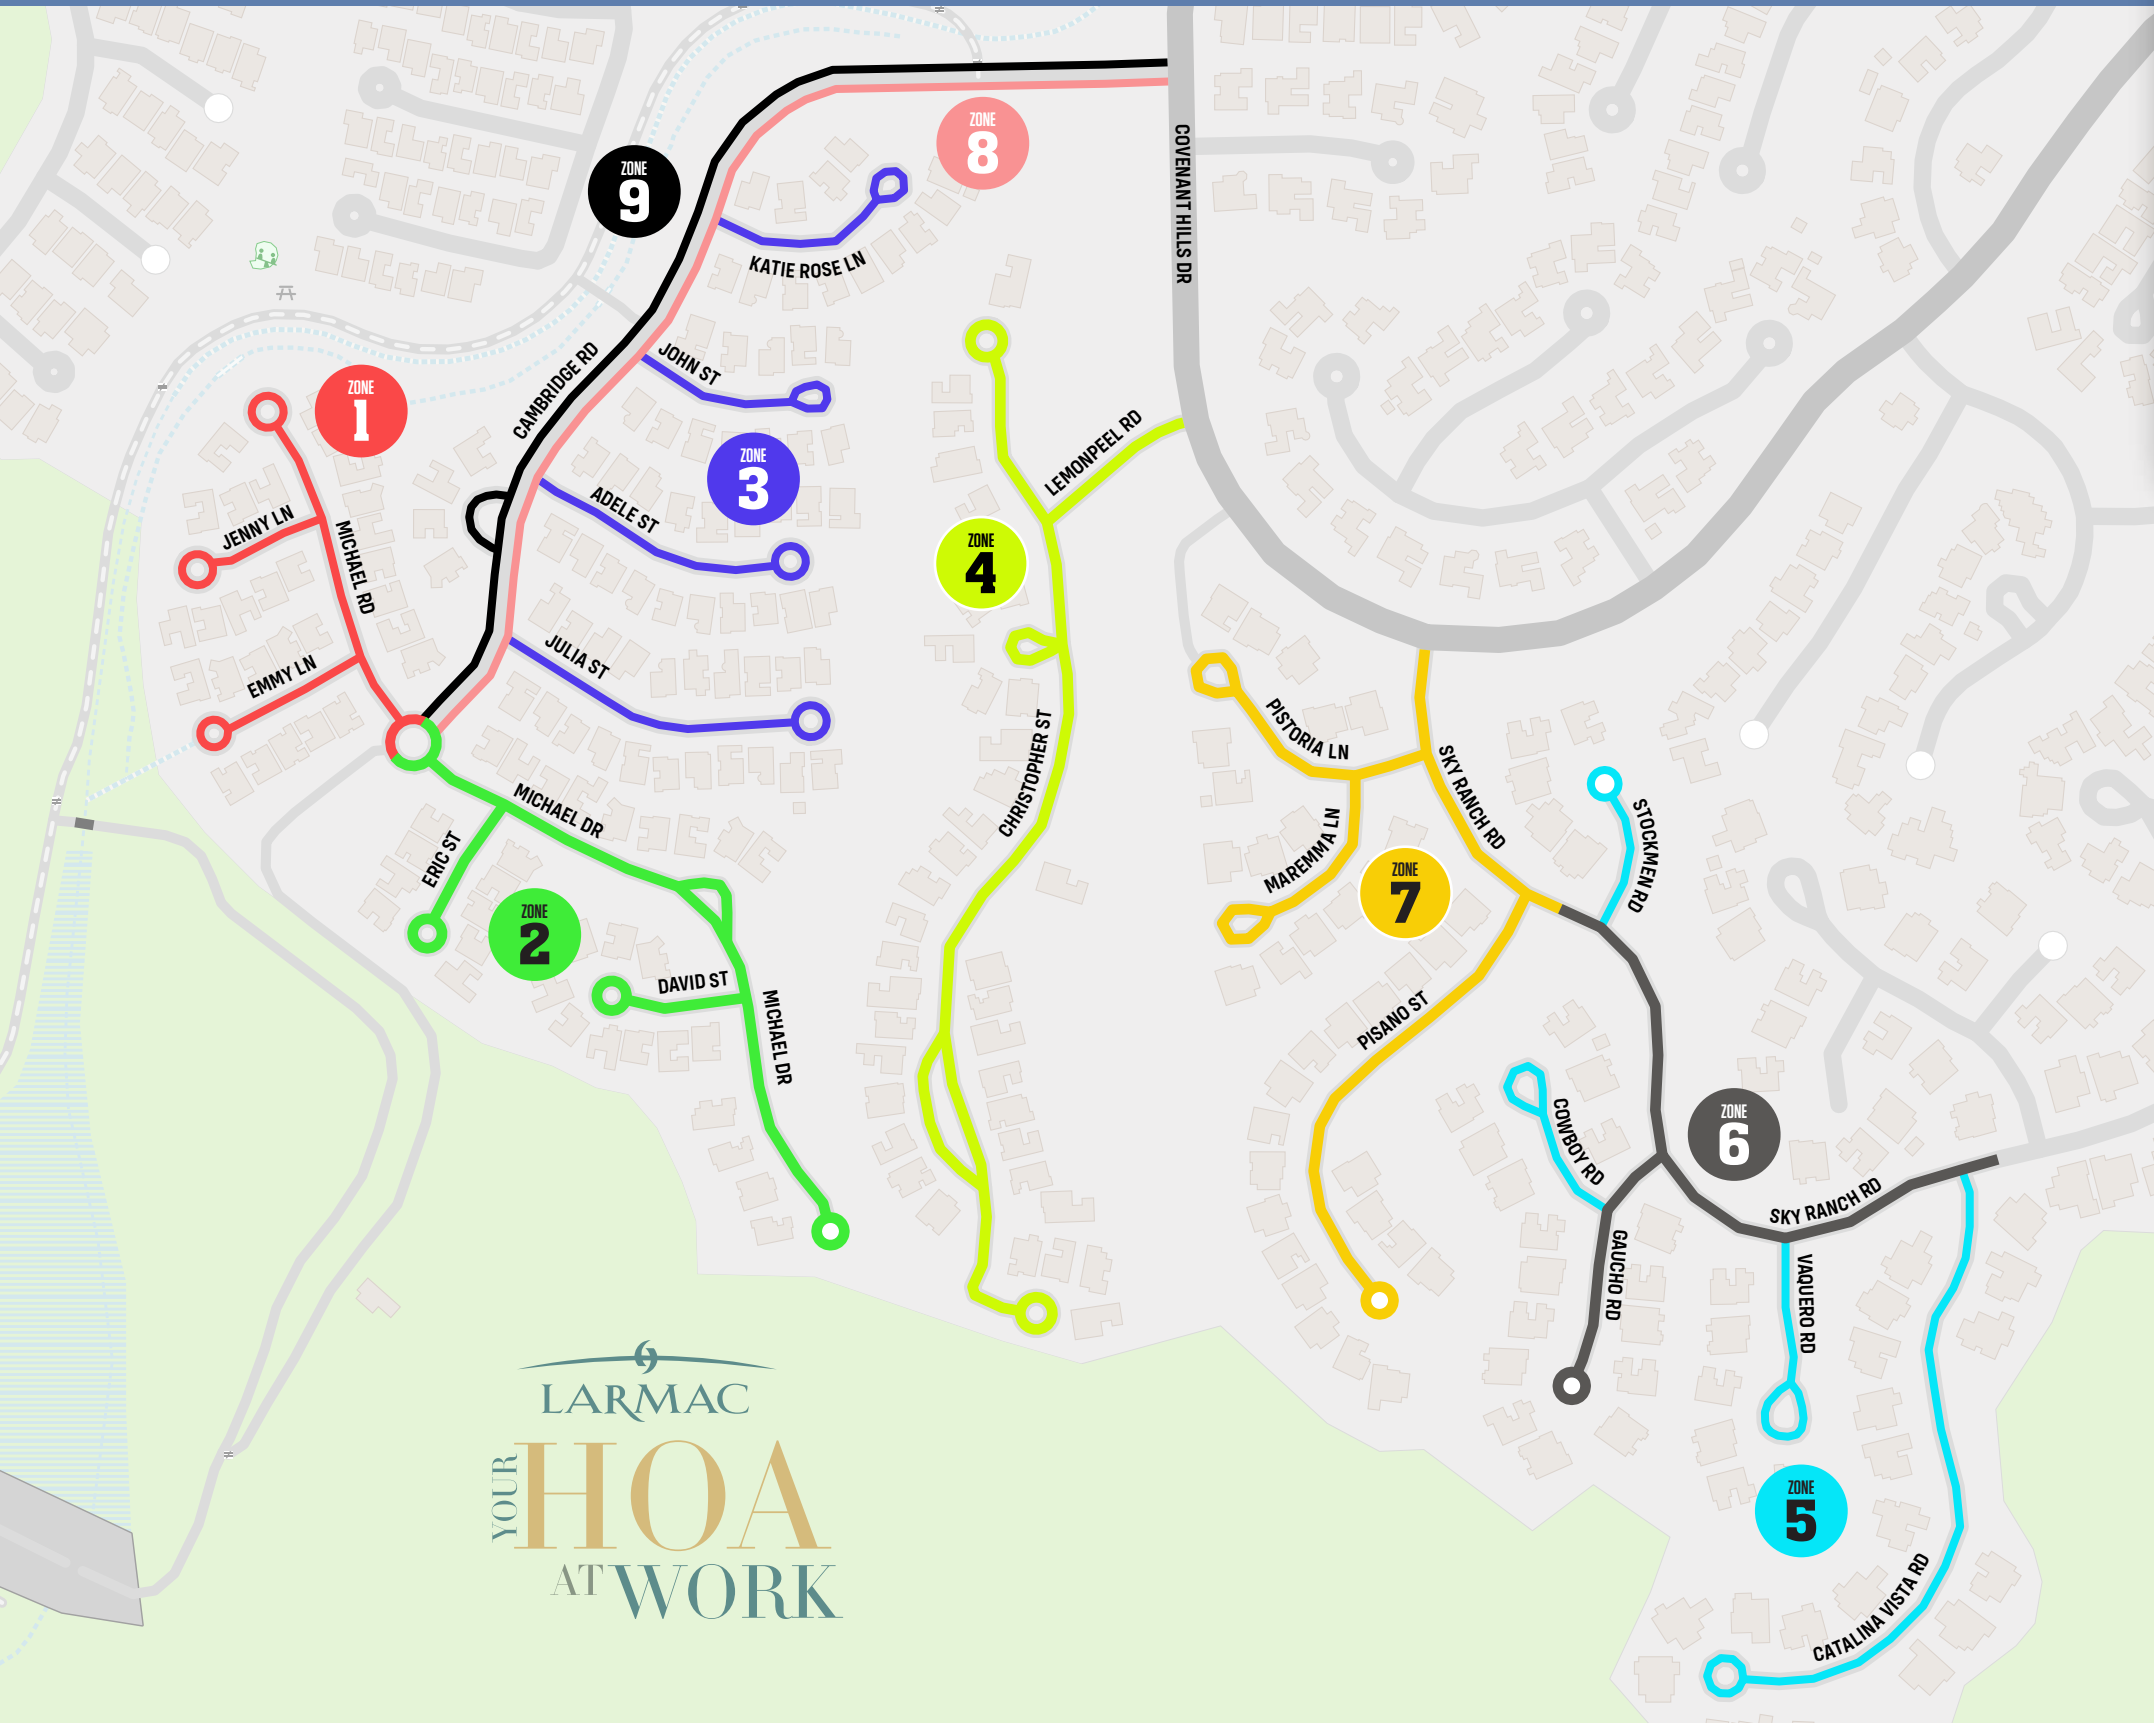 ZONE
9
ZONE
8
COVENANT HILLS DR
KATIE ROSE LN
JOHN ST
CAMBRIDGE RD
ZONE
1
ZONE
3
LEMONPEEL RD
JENNY LN
MICHAEL RD
ADELE ST
ZONE
4
EMMY LN
JULIA ST
CHRISTOPHER ST
PISTORIA LN
SKY RANCH RD
MICHAEL DR
ERIC ST
MAREMMA LN
STOCKMEN RD
ZONE
7
ZONE
2
DAVID ST
MICHAEL DR
PISANO ST
COWBOY RD
ZONE
6
SKY RANCH RD
GAUCHO RD
VAQUERO RD
LARMAC
YOUR
HOA
AT WORK
ZONE
5
CATALINA VISTA RD